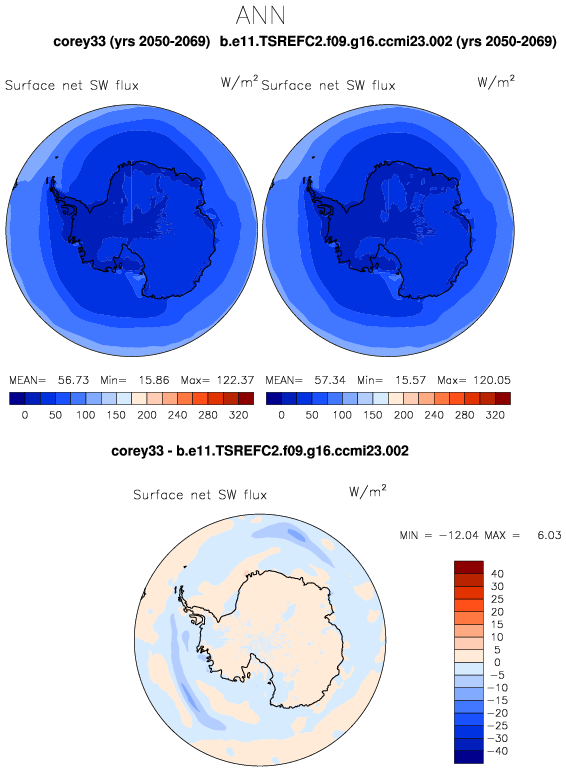 ANN
corey33 (yrs 2050-2069) b.e11.TSREFC2.f09.g16.ccmi23.002 (yrs 2050-2069)
Surface net SW flux W/m² Surface net SW flux W/m²
MEAN= 56.73 Min= 15.86 Max= 122.37 MEAN= 57.34 Min= 15.57 Max= 120.05
0 50 100 150 200 240 280 320 0 50 100 150 200 240 280 320
corey33 - b.e11.TSREFC2.f09.g16.ccmi23.002
Surface net SW flux W/m²
MIN = -12.04 MAX = 6.03
40
30
25
20
15
10
5
0
-5
-10
-15
-20
-25
-30
-40